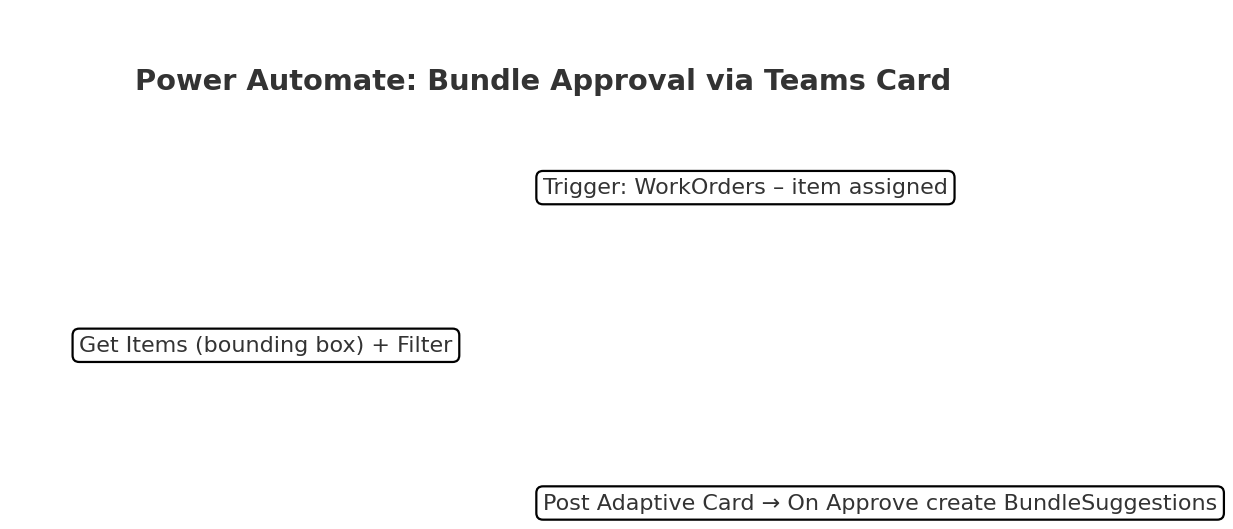 Power Automate: Bundle Approval via Teams Card
Trigger: WorkOrders – item assigned
Get Items (bounding box) + Filter
Post Adaptive Card → On Approve create BundleSuggestions